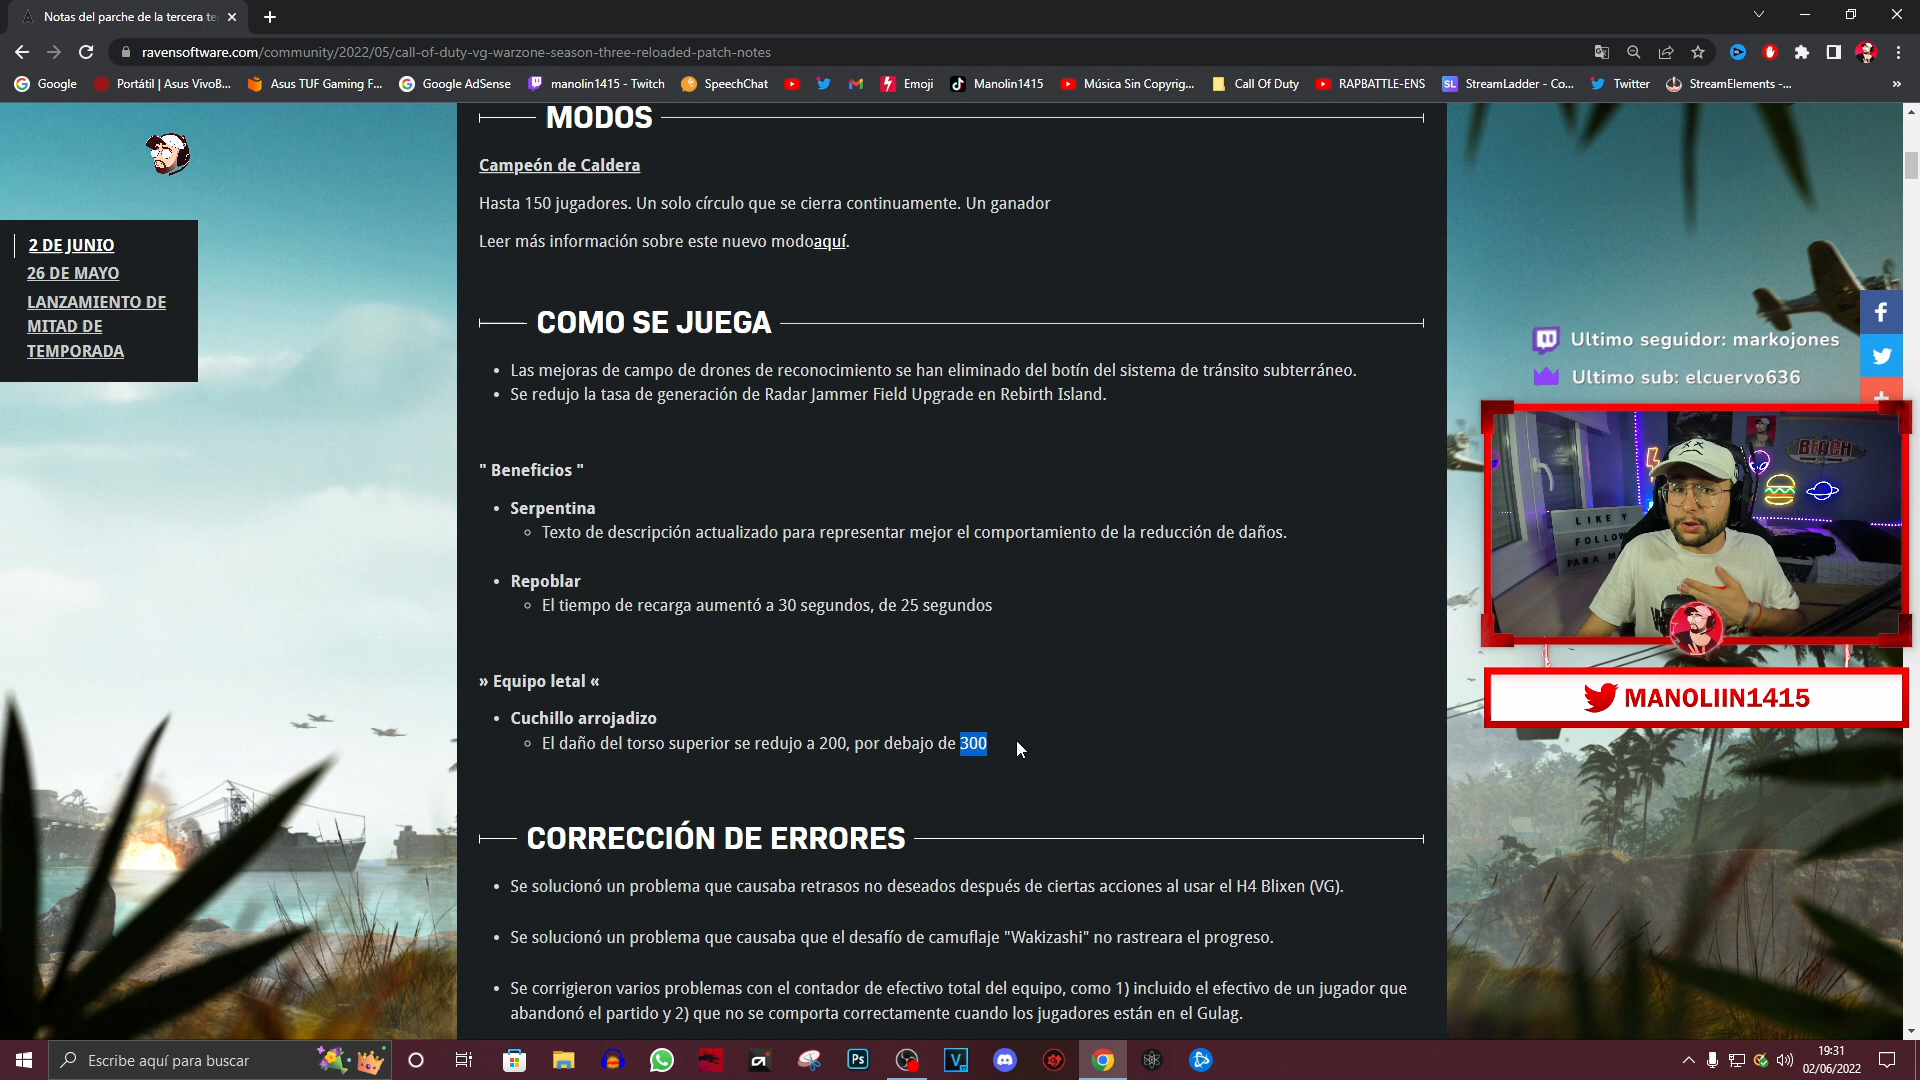 Notas del parche de la tercera te
ravensoftware.com/community/2022/05/call-of-duty-vg-warzone-season-three-reloaded-patch-notes
Google
Portátil | Asus VivoB...
Asus TUF Gaming F...
Google AdSense
manolin1415 - Twitch
SpeechChat
Emoji
Manolin1415
Música Sin Copyrig...
Call Of Duty
RAPBATTLE-ENS
SL
StreamLadder - Co...
Twitter
StreamElements -...
»
2 DE JUNIO
26 DE MAYO
LANZAMIENTO DE
MITAD DE
TEMPORADA
MODOS
Campeón de Caldera
Hasta 150 jugadores. Un solo círculo que se cierra continuamente. Un ganador
Leer más información sobre este nuevo modoaquí.
COMO SE JUEGA
• Las mejoras de campo de drones de reconocimiento se han eliminado del botín del sistema de tránsito subterráneo.
• Se redujo la tasa de generación de Radar Jammer Field Upgrade en Rebirth Island.
" Beneficios "
• Serpentina
Texto de descripción actualizado para representar mejor el comportamiento de la reducción de daños.
• Repoblar
El tiempo de recarga aumentó a 30 segundos, de 25 segundos
» Equipo letal «
• Cuchillo arrojadizo
El daño del torso superior se redujo a 200, por debajo de 300
CORRECCIÓN DE ERRORES
• Se solucionó un problema que causaba retrasos no deseados después de ciertas acciones al usar el H4 Blixen (VG).
• Se solucionó un problema que causaba que el desafío de camuflaje "Wakizashi" no rastreara el progreso.
• Se corrigieron varios problemas con el contador de efectivo total del equipo, como 1) incluido el efectivo de un jugador que
abandonó el partido y 2) que no se comporta correctamente cuando los jugadores están en el Gulag.
Ultimo seguidor: markojones
Ultimo sub: elcuervo636
BEACH
LIKE Y
FOLLOW
PARA M
MANOLIIN1415
Escribe aquí para buscar
Ps
V
19:31
02/06/2022